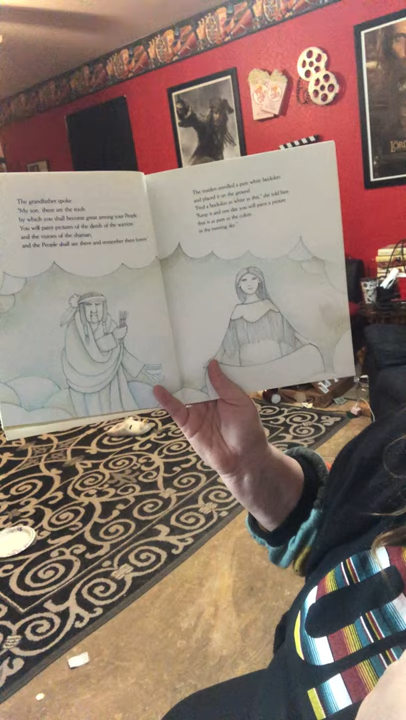 The grandfather spoke
"My son, these are the tools
by which you shall become great among your People.
You will paint pictures of the deeds of the warriors
and the visions of the shaman,
and the People shall see them and remember them forever."
The maiden unrolled a pure white buckskin
and placed it on the ground.
"Find a buckskin as white as this," she told him.
"Keep it and one day you will paint a picture
that is as pure as the colors
in the evening sky."
LORD